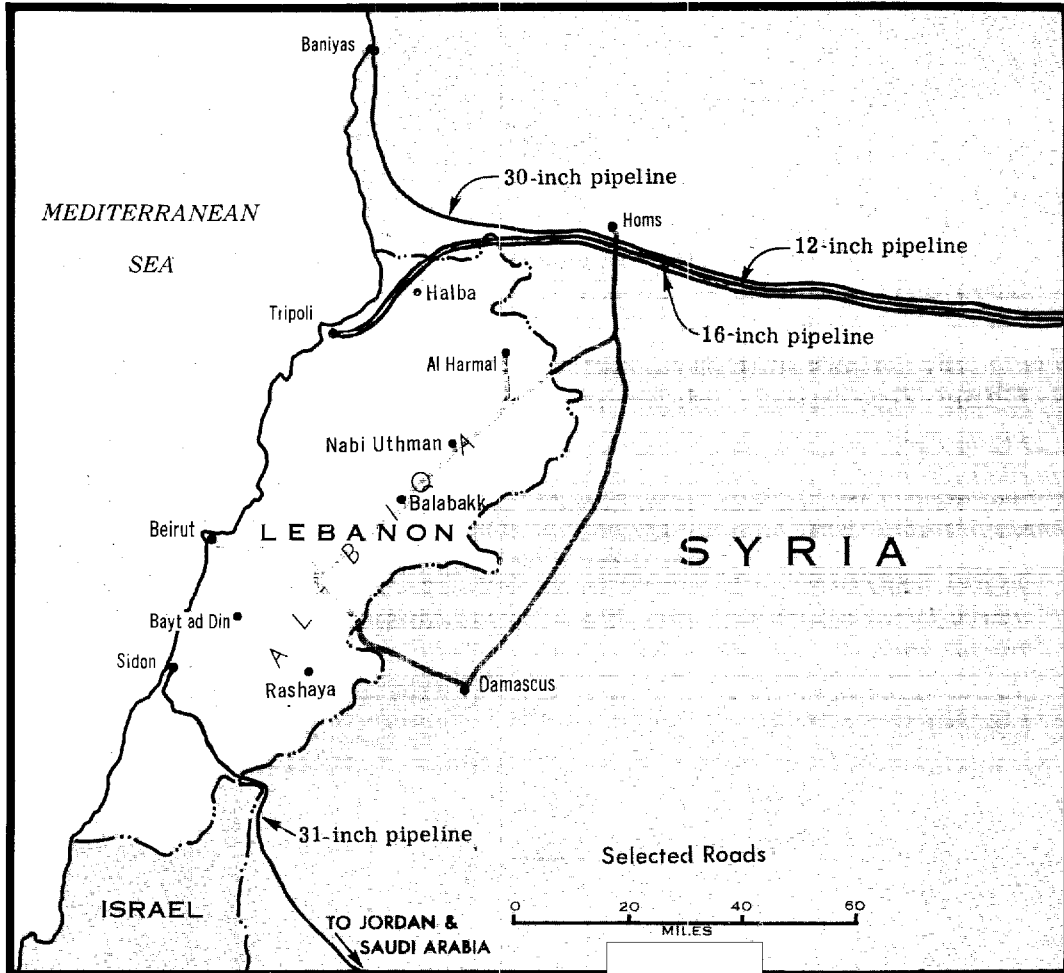 Baniyas
30-inch pipeline
MEDITERRANEAN
SEA
Homs
12-inch pipeline
Halba
Tripoli
16-inch pipeline
Al Harmal
Nabi Uthman
Balabakk
Beirut
LEBANON
SYRIA
AL BIQA
Bayt ad Din
Sidon
Rashaya
Damascus
31-inch pipeline
Selected Roads
ISRAEL
0 20 40 60
MILES
TO JORDAN &
SAUDI ARABIA